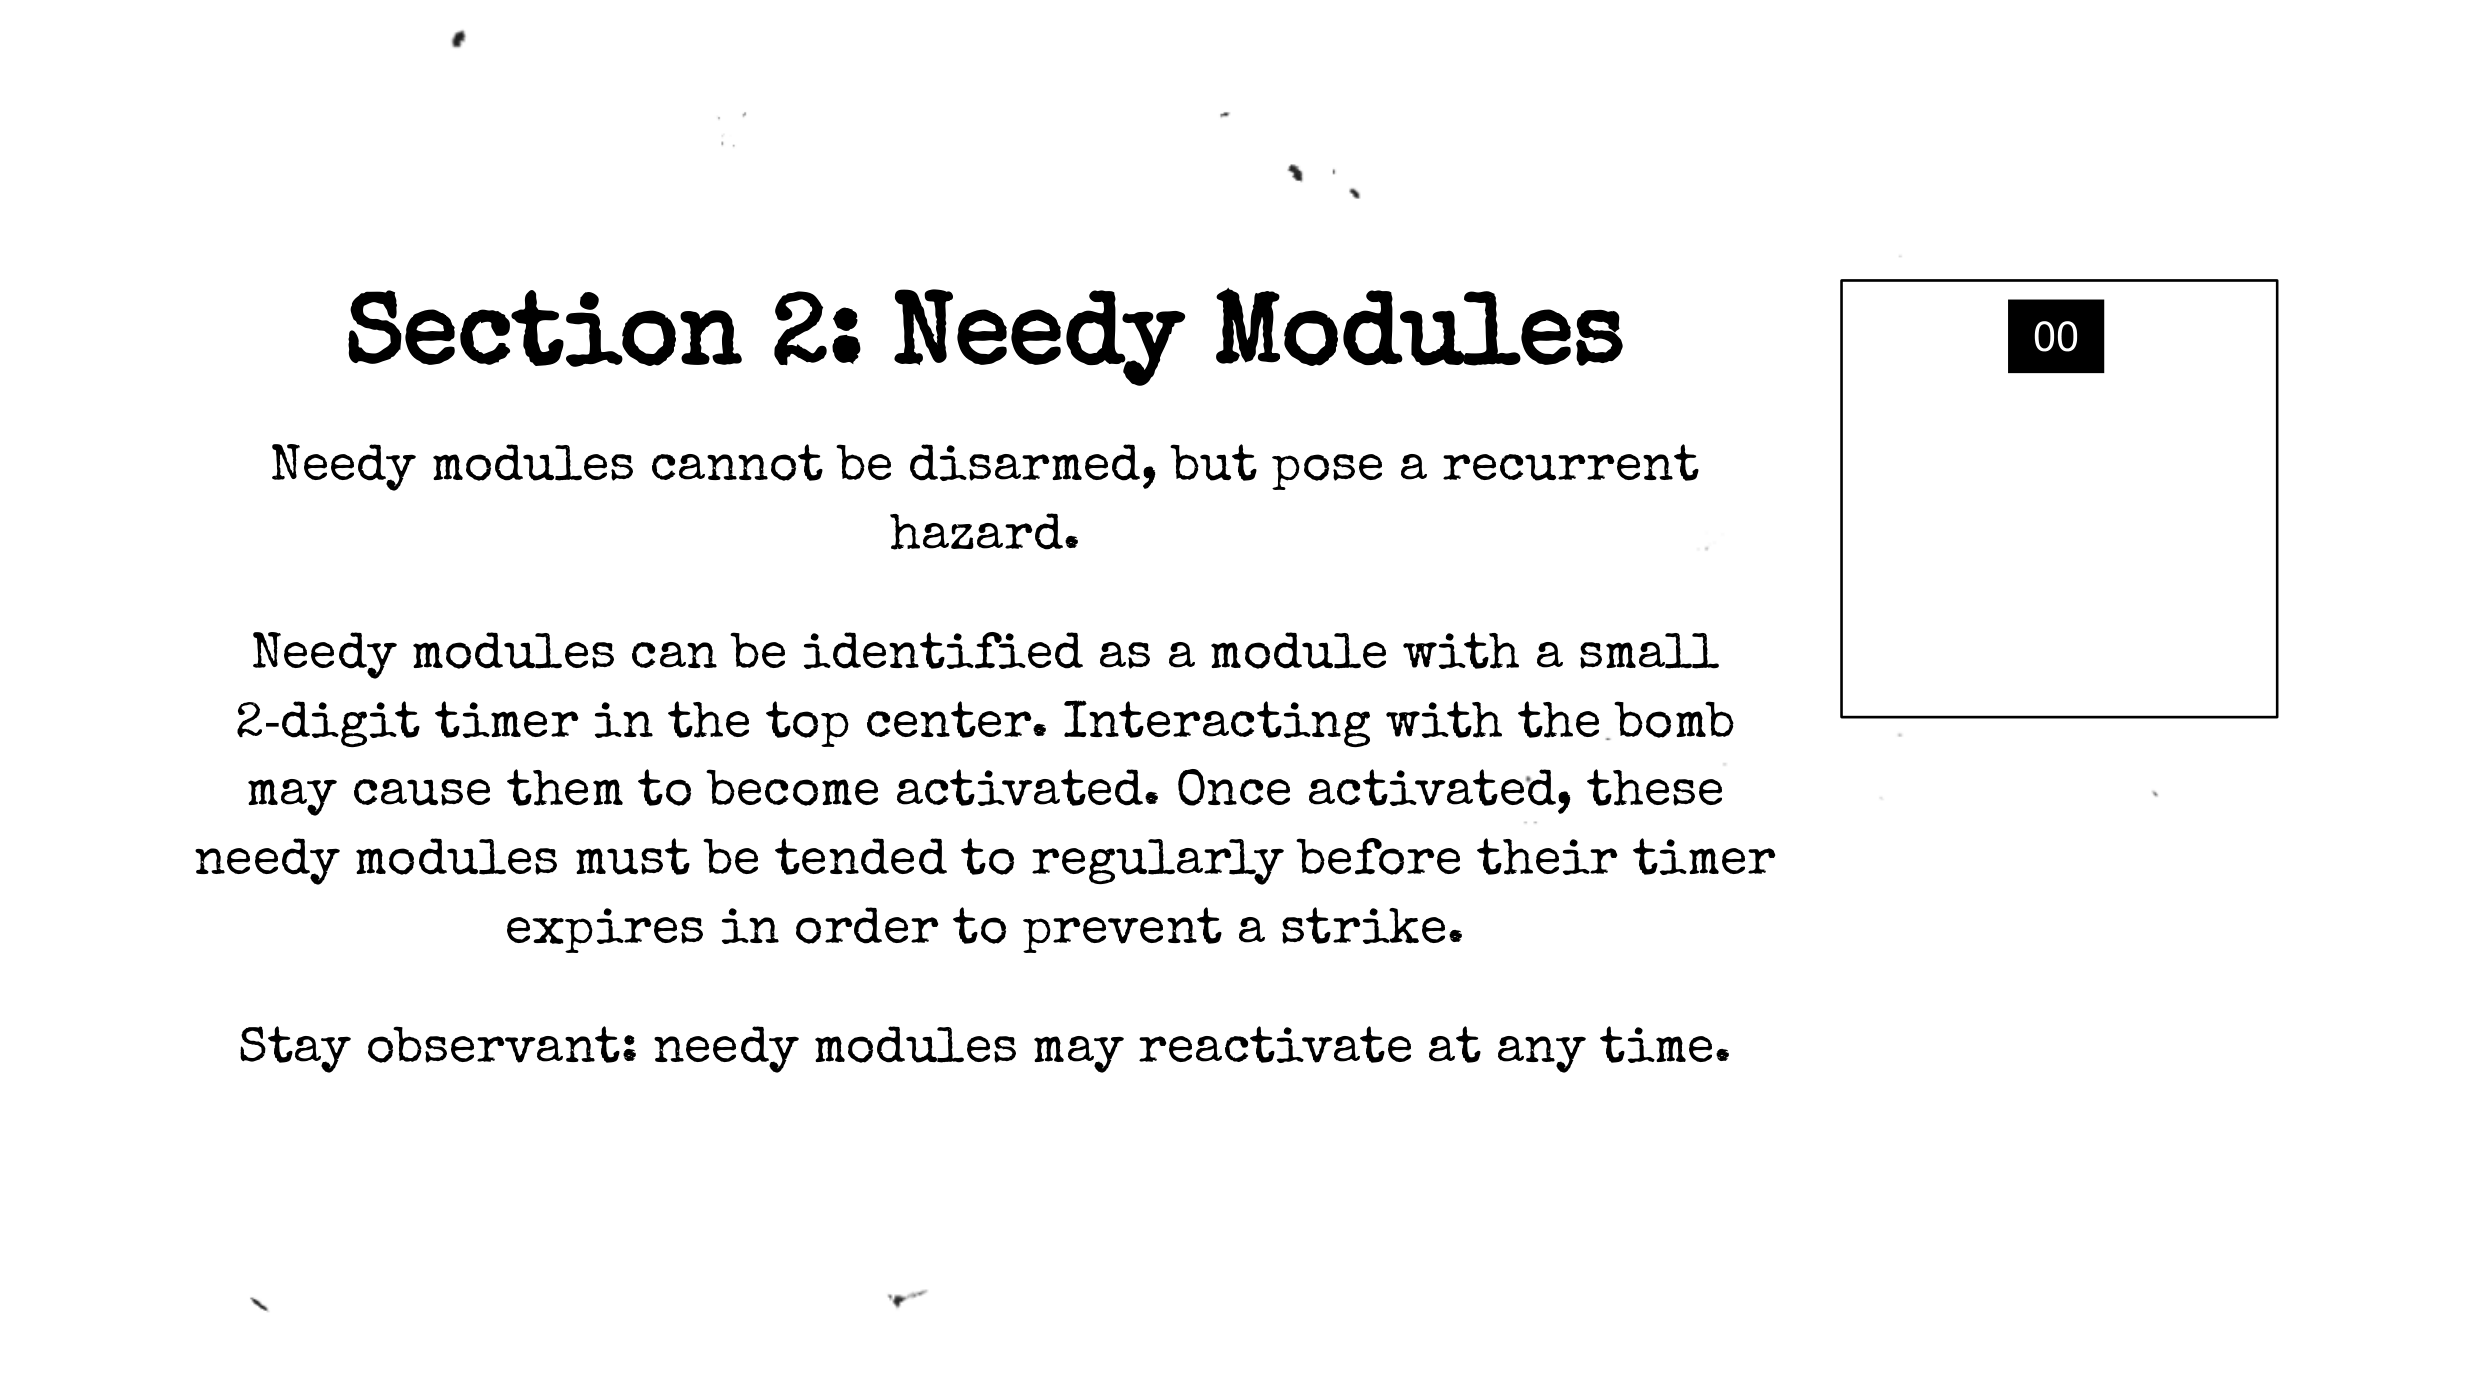 Section 2: Needy Modules
00
Needy modules cannot be disarmed, but pose a recurrent
hazard.
Needy modules can be identified as a module with a small
2-digit timer in the top center. Interacting with the bomb
may cause them to become activated. Once activated, these
needy modules must be tended to regularly before their timer
expires in order to prevent a strike.
Stay observant: needy modules may reactivate at any time.